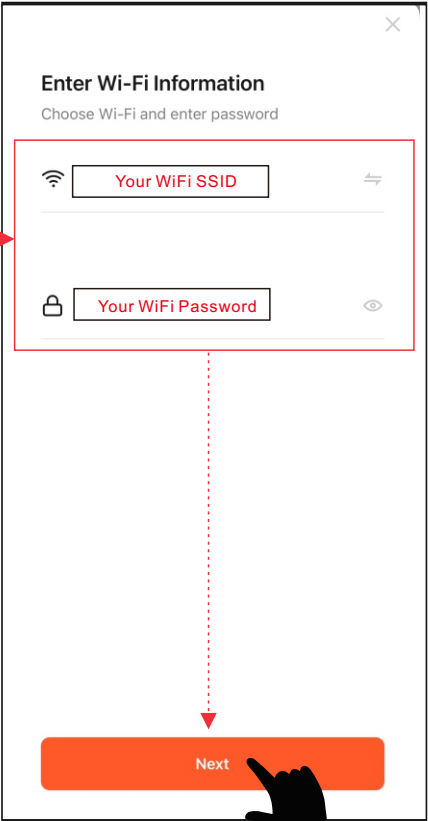 Enter Wi-Fi Information
Choose Wi-Fi and enter password
Your WiFi SSID
Your WiFi Password
Next